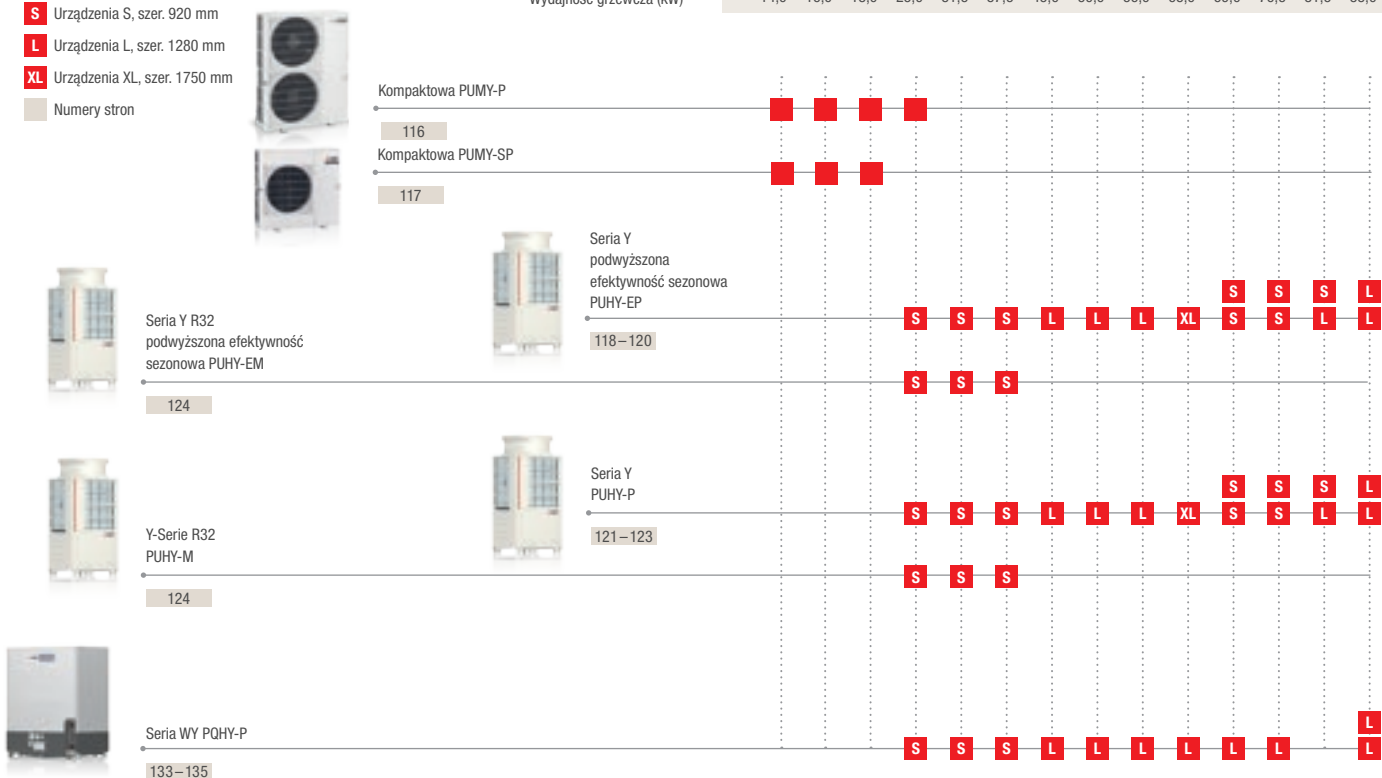 S Urządzenia S, szer. 920 mm
L Urządzenia L, szer. 1280 mm
XL Urządzenia XL, szer. 1750 mm
Numery stron
Kompaktowa PUMY-P
116
Kompaktowa PUMY-SP
117
Seria Y
podwyższona
efektywność sezonowa
PUHY-EP
S S S L
S S S L L L XL S S L L
118–120
Seria Y R32
podwyższona efektywność
sezonowa PUHY-EM
S S S
124
Seria Y
PUHY-P
S S S L
S S S L L L XL S S L L
121–123
Y-Serie R32
PUHY-M
S S S
124
Seria WY PQHY-P
L
S S S L L L L L L L
133–135